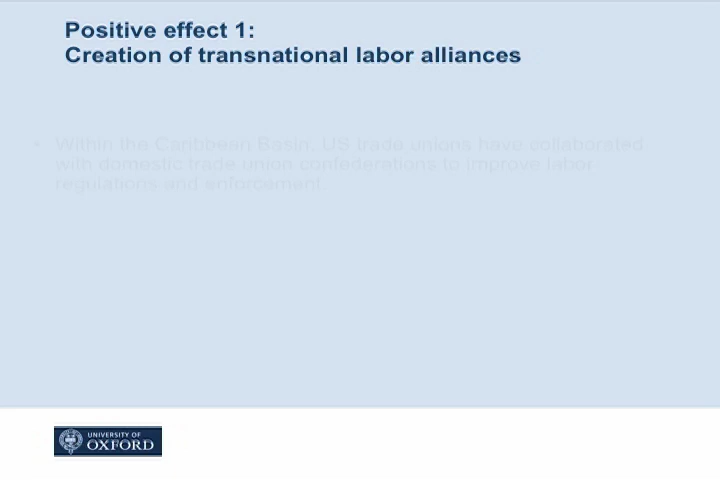 Positive effect 1:
Creation of transnational labor alliances
• Within the Caribbean Basin, US trade unions have collaborated
with domestic trade union confederations to improve labor
regulations and enforcement.
UNIVERSITY OF
OXFORD